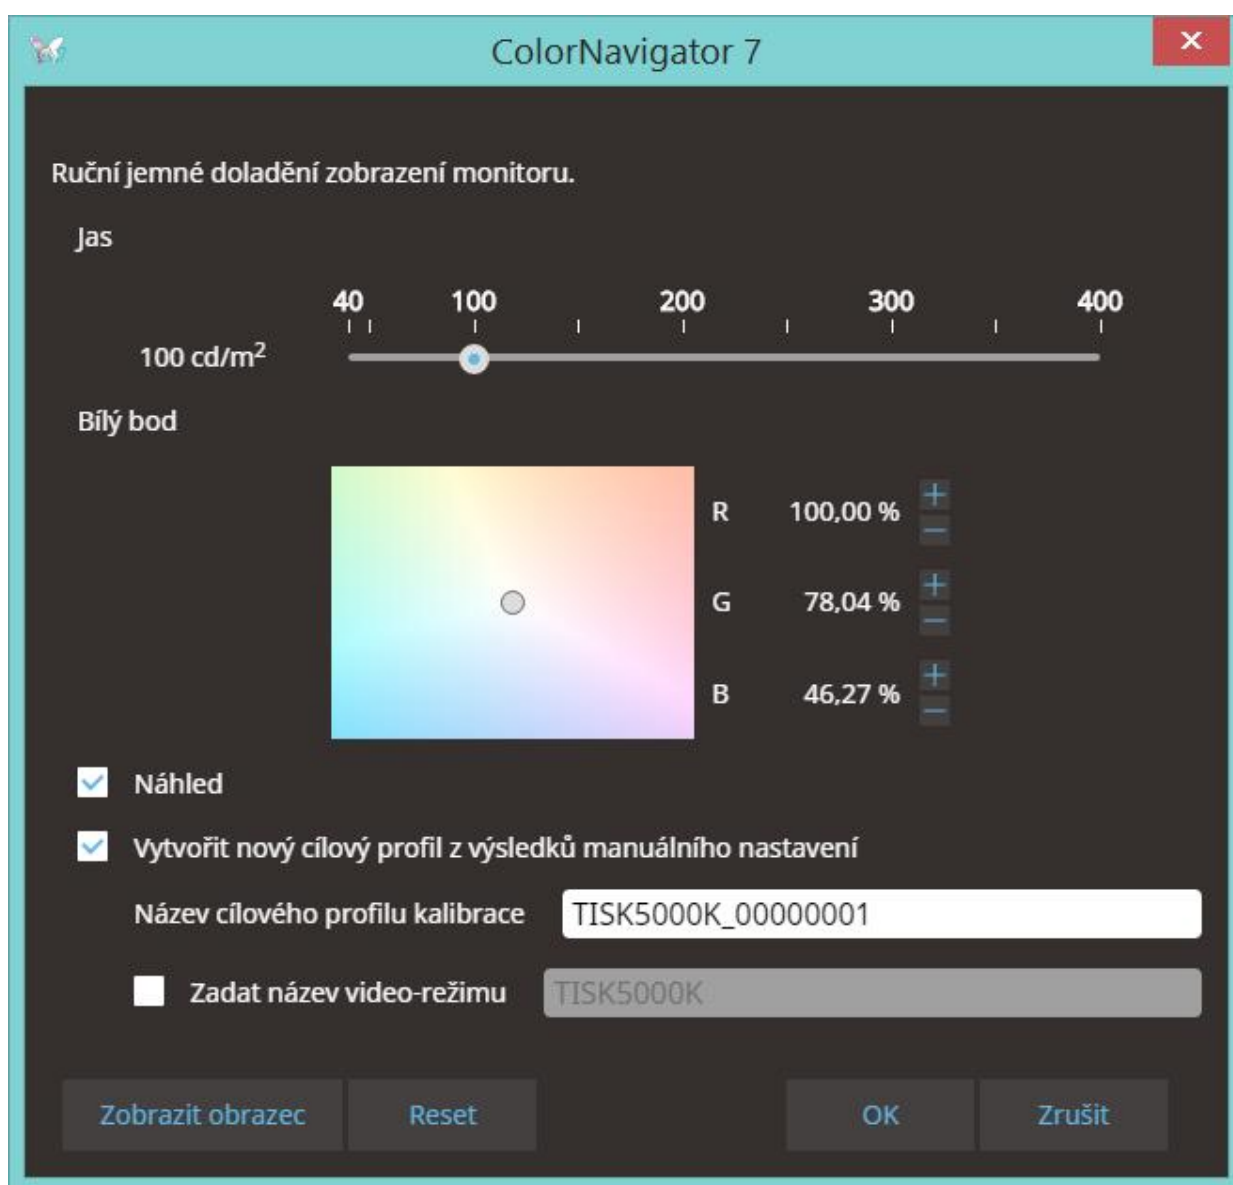 ColorNavigator 7
Ruční jemné doladění zobrazení monitoru.
Jas
40 100 200 300 400
100 cd/m²
Bílý bod
R 100,00 %
G 78,04 %
B 46,27 %
Náhled
Vytvořit nový cílový profil z výsledků manuálního nastavení
Název cílového profilu kalibrace TISK5000K_00000001
Zadat název video-režimu TISK5000K
Zobrazit obrazec Reset OK Zrušit